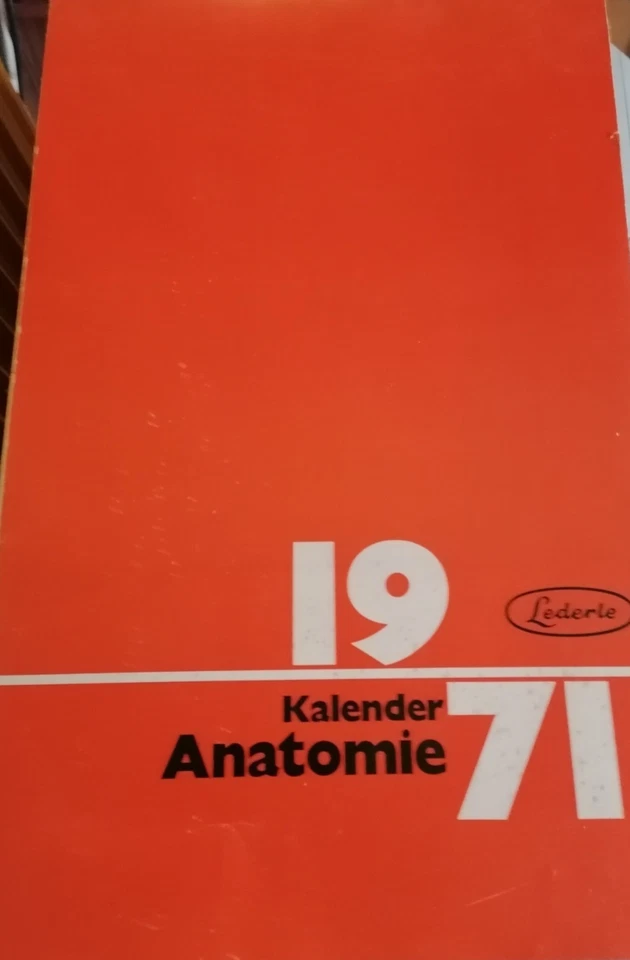 19
Lederle
Kalender
Anatomie
71